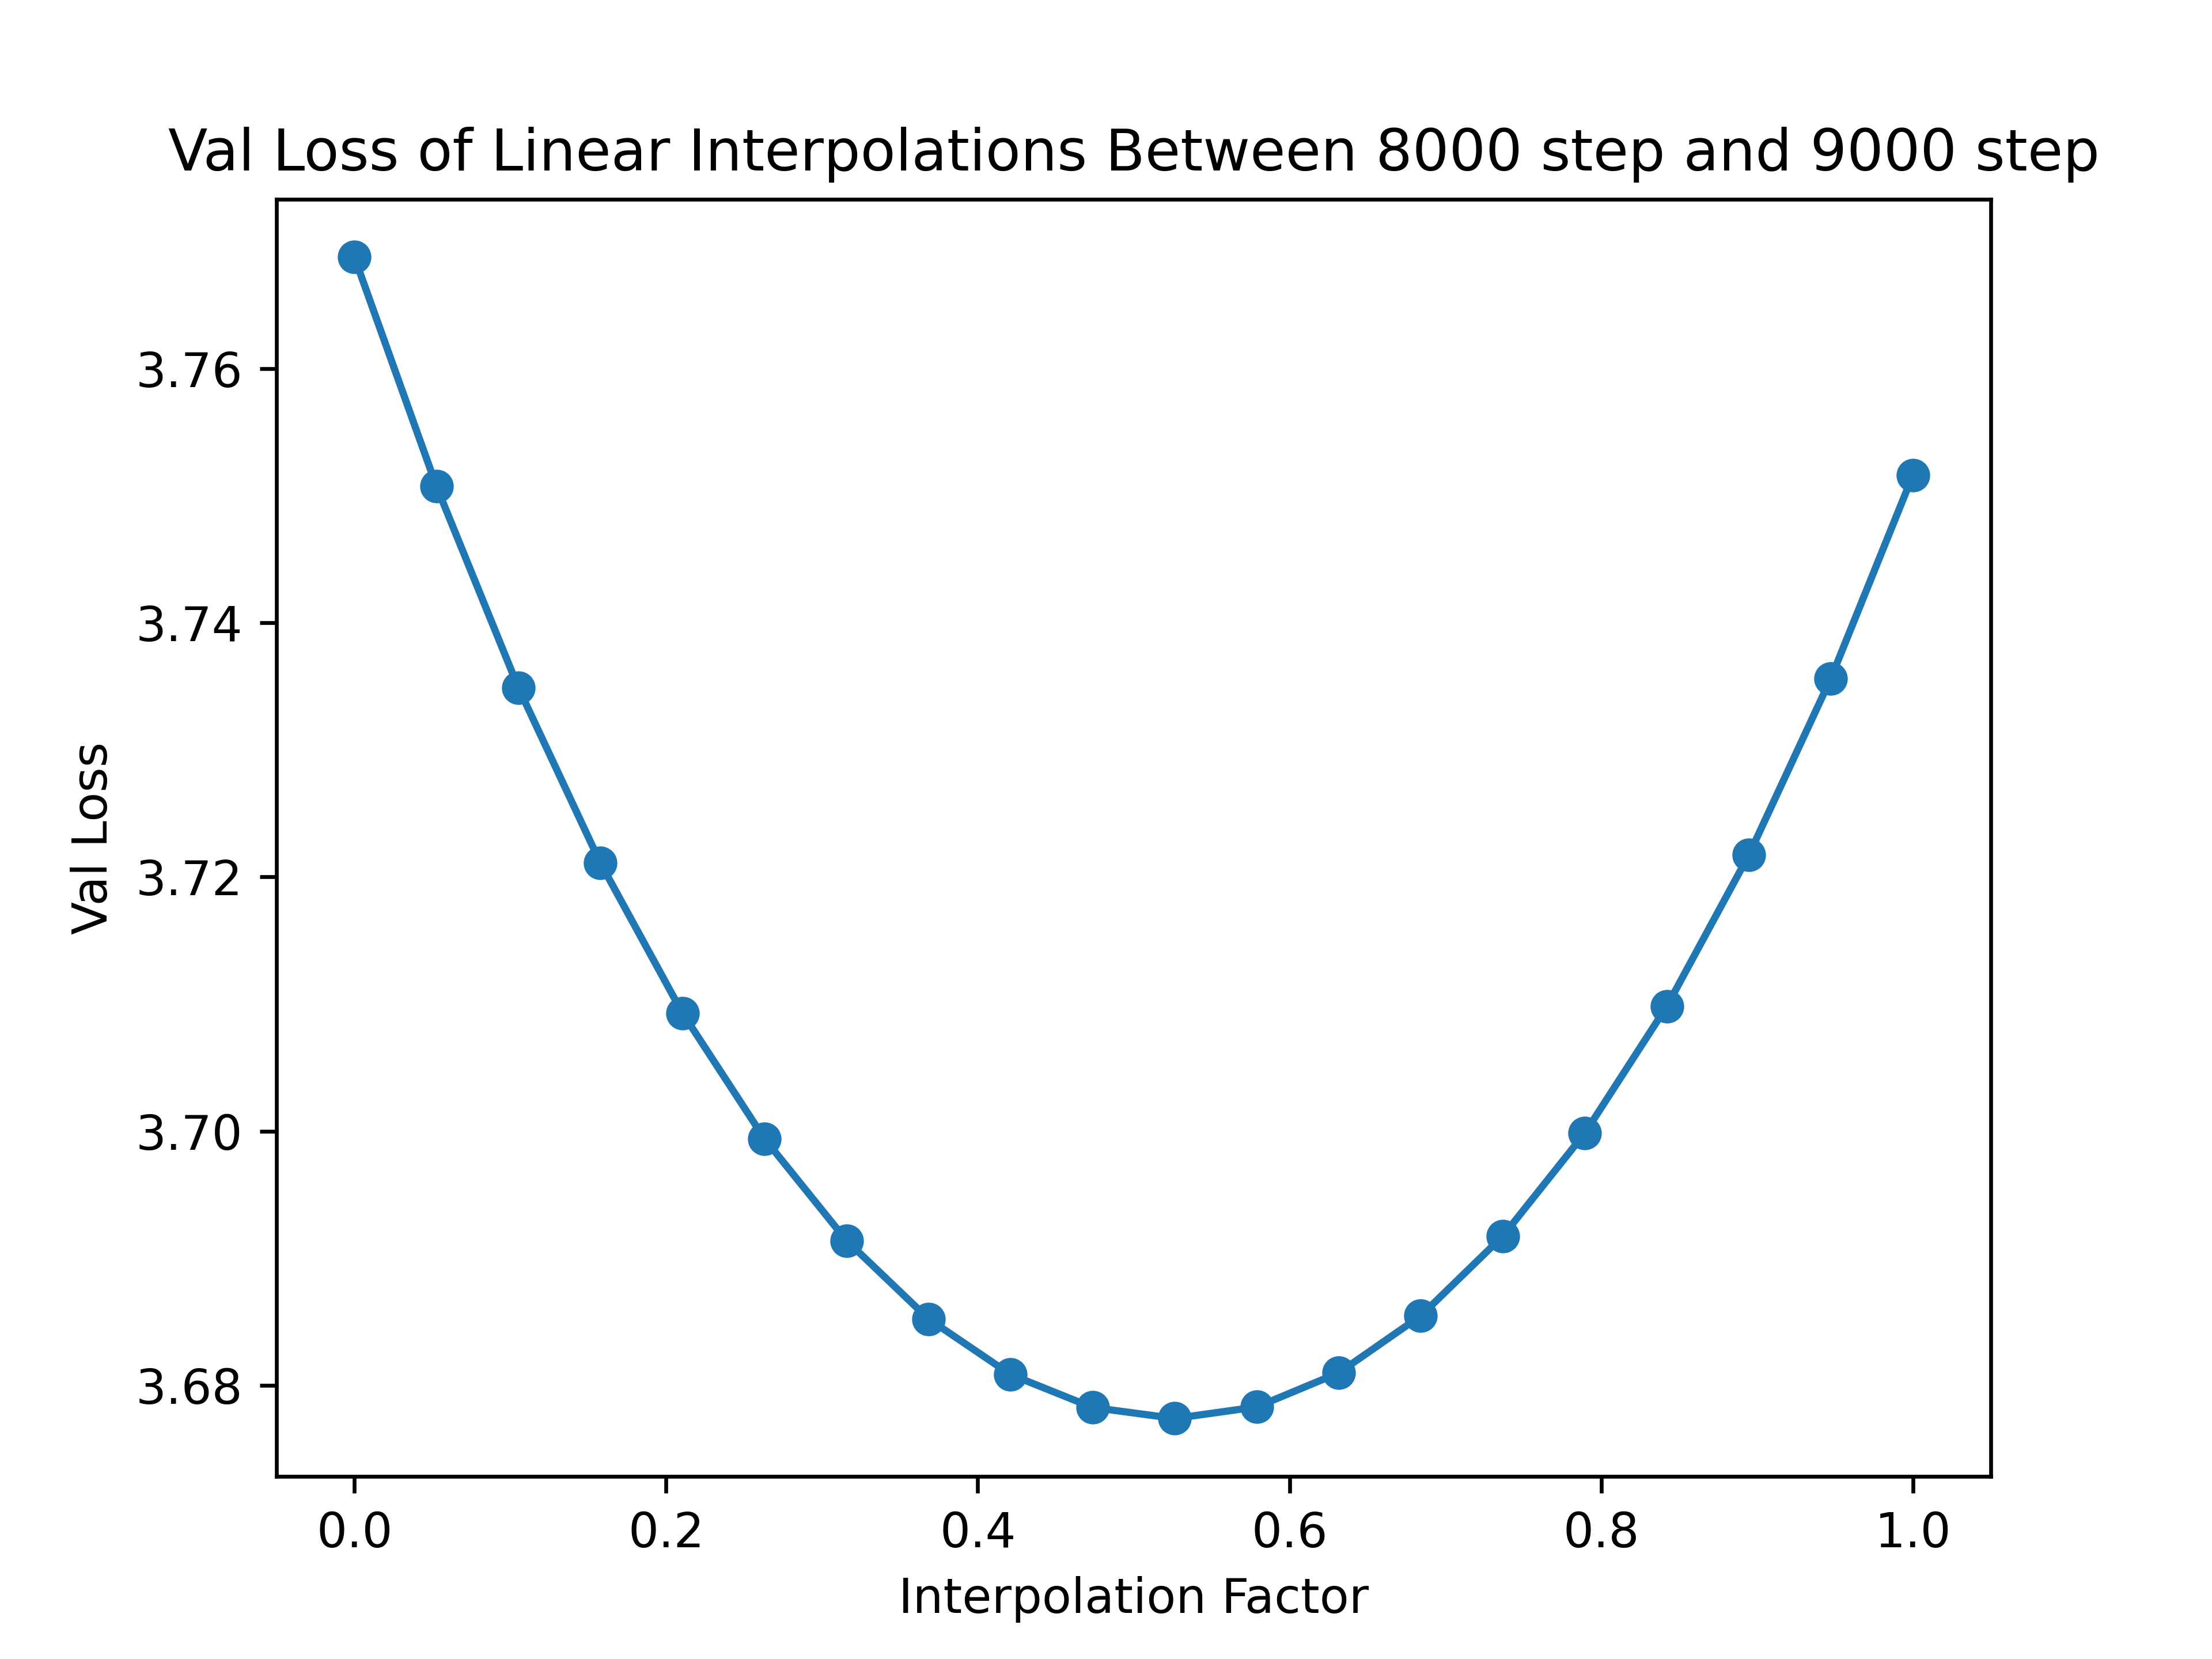 Val Loss of Linear Interpolations Between 8000 step and 9000 step
3.76
3.74
3.72
3.70
3.68
Val Loss
0.0 0.2 0.4 0.6 0.8 1.0
Interpolation Factor